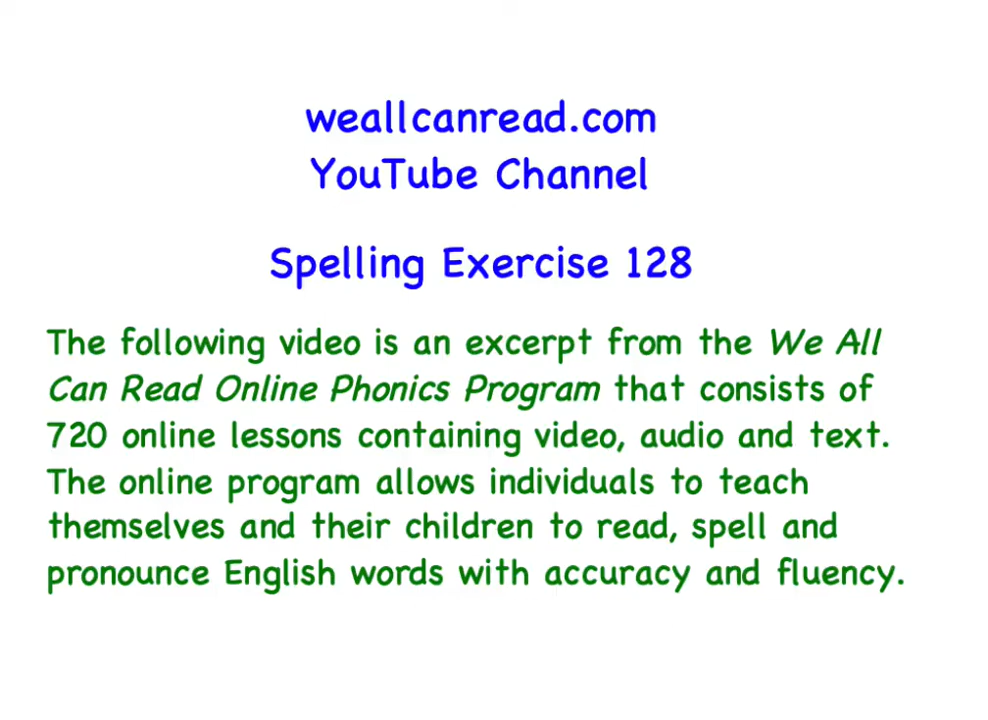 weallcanread.com
YouTube Channel
Spelling Exercise 128
The following video is an excerpt from the We All
Can Read Online Phonics Program that consists of
720 online lessons containing video, audio and text.
The online program allows individuals to teach
themselves and their children to read, spell and
pronounce English words with accuracy and fluency.